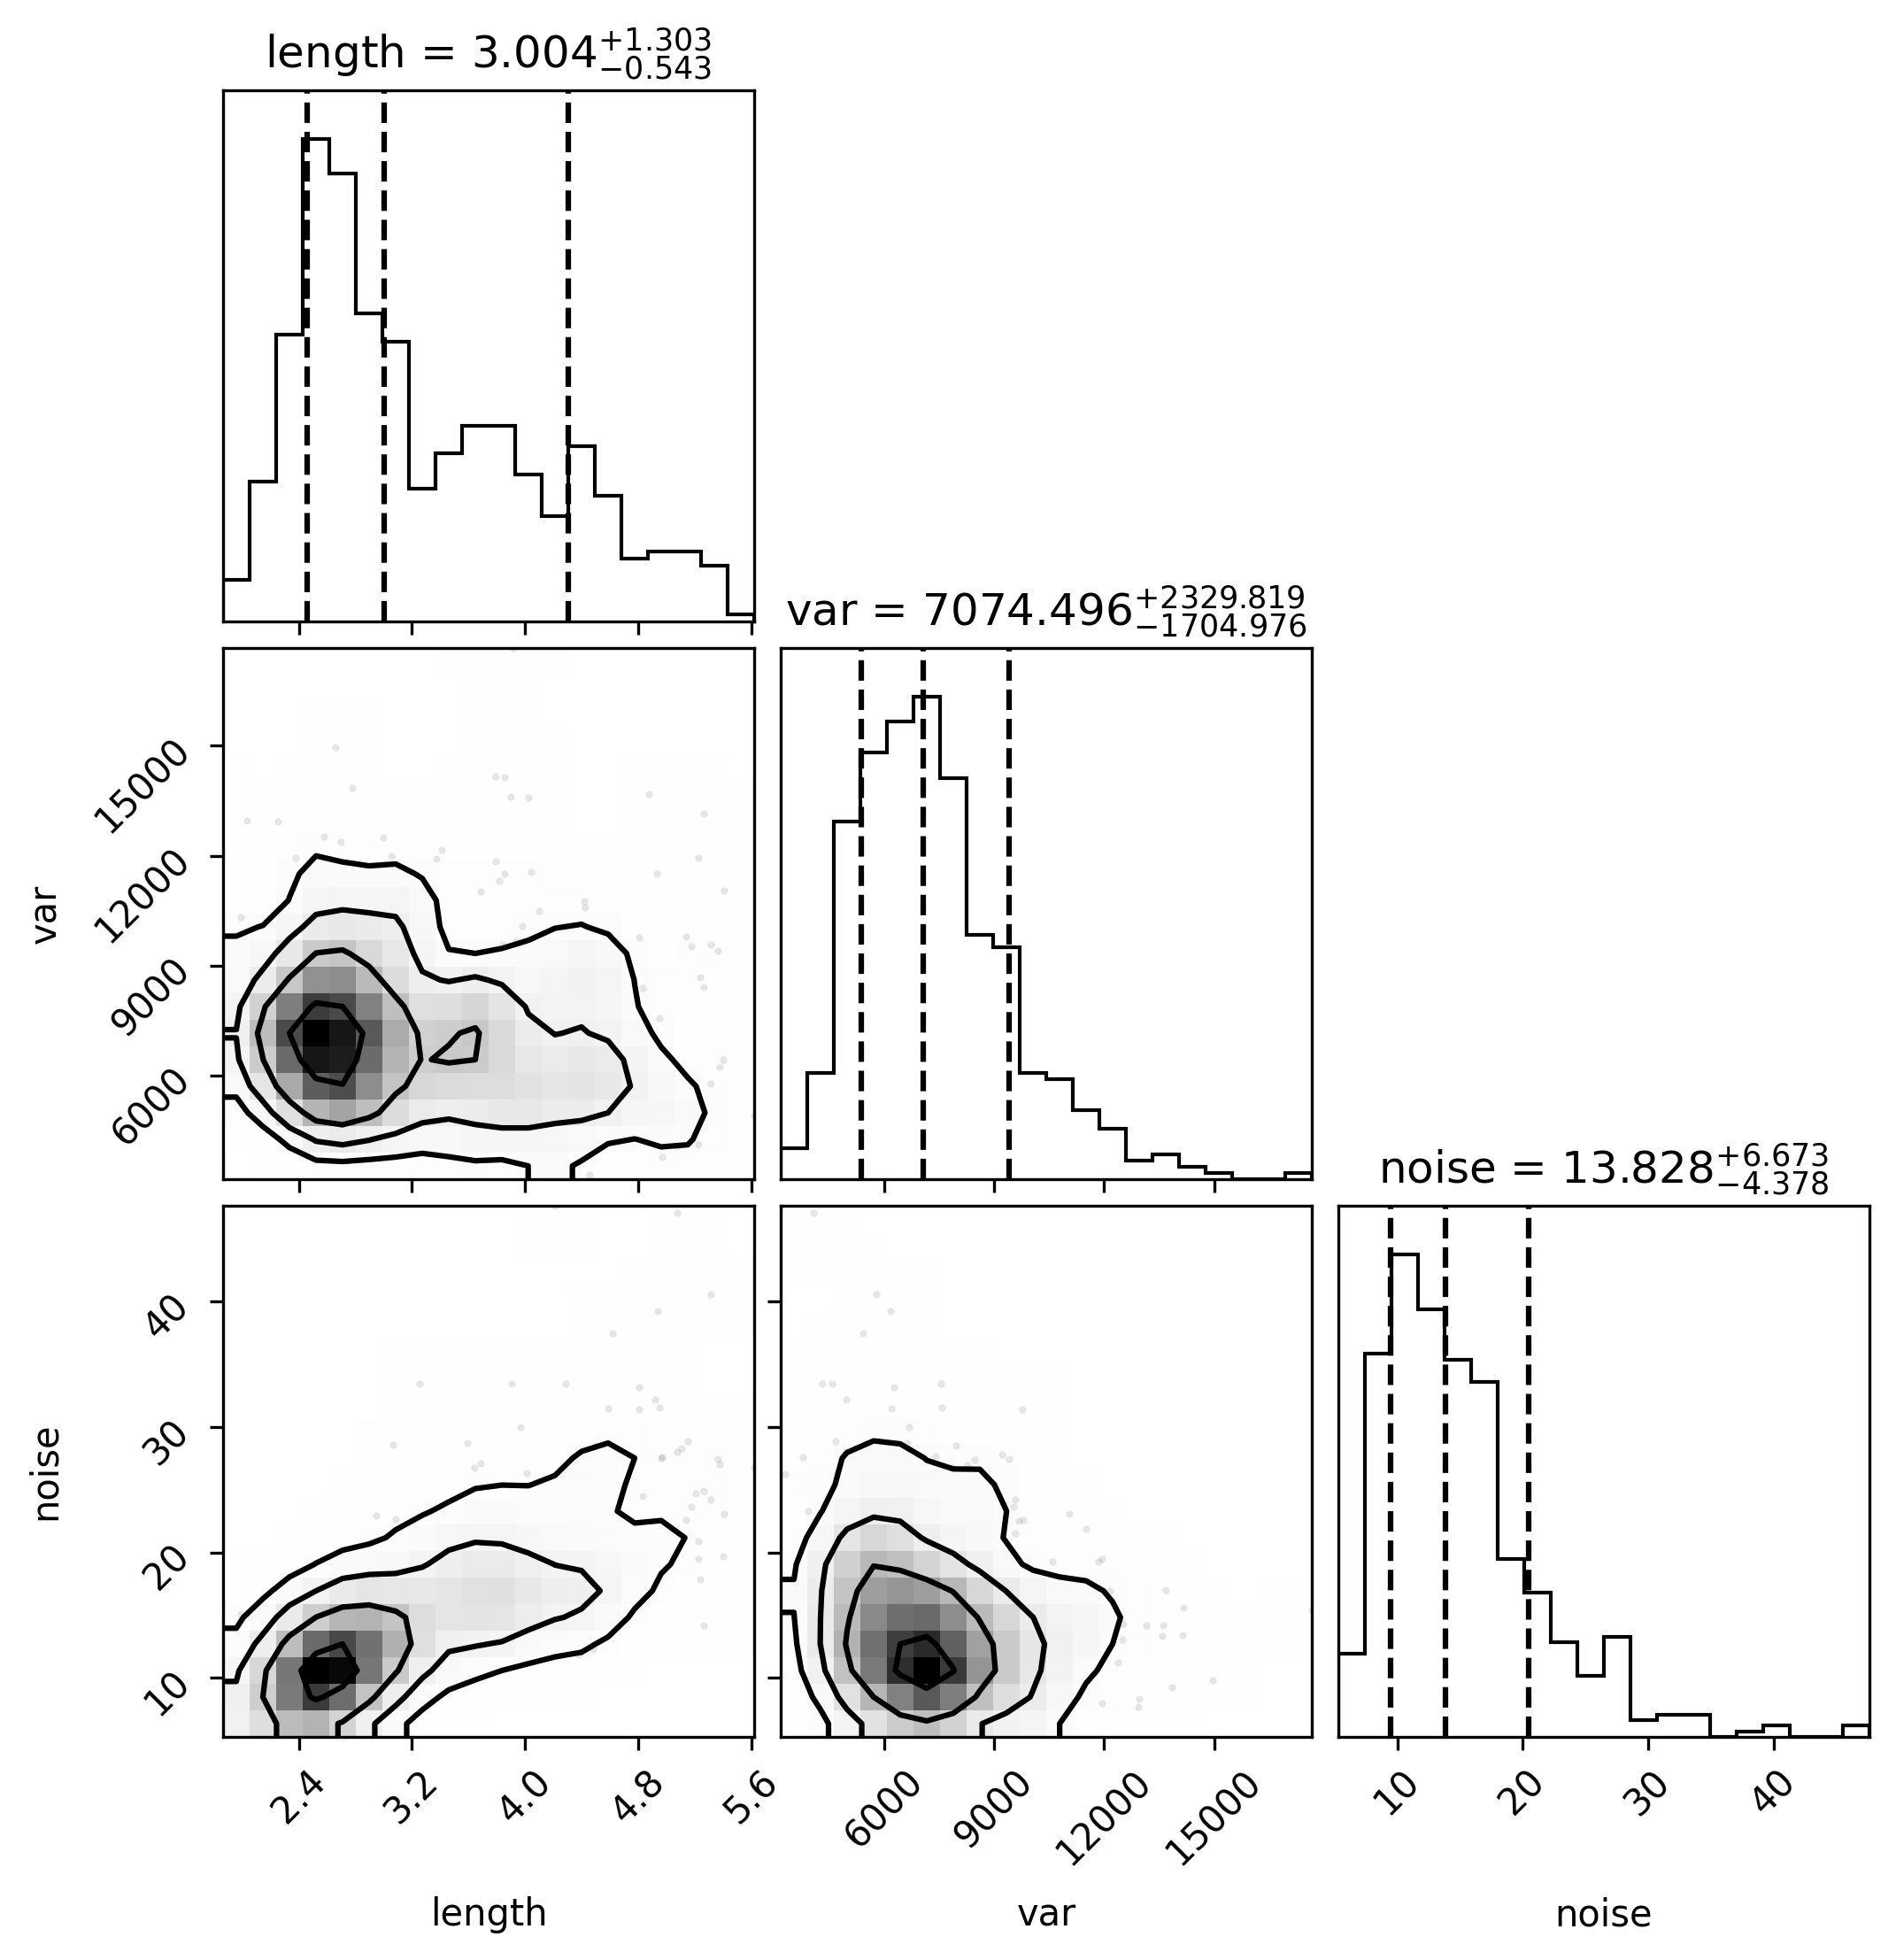 length = 3.004 +1.303 −0.543
var = 7074.496 +2329.819 −1704.976
15000
12000
9000
6000
var
noise = 13.828 +6.673 −4.378
40
30
20
10
noise
2.4 3.2 4.0 4.8 5.6 6000 9000 12000 15000 10 20 30 40
length var noise